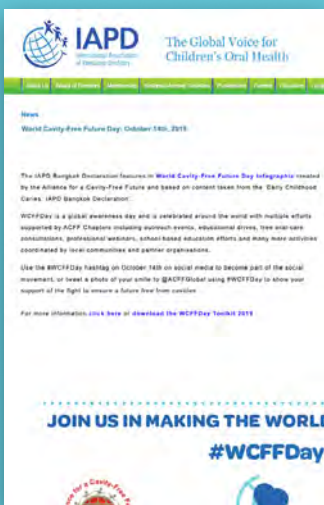 IAPD
International Association
of Paediatric Dentistry
The Global Voice for
Children's Oral Health
About Us
News
World Cavity-Free Future Day: October 14th, 2019
The IAPD Bangkok Declaration features in World Cavity-Free Future Day Infographic created
by the Alliance for a Cavity-Free Future and based on content taken from the 'Early Childhood
Caries: IAPD Bangkok Declaration'.
WCFFDay is a global awareness day and is celebrated around the world with multiple efforts
supported by ACFF Chapters including outreach events, educational drives, free oral-care
consultations, professional webinars, school-based education efforts and many more activities
coordinated by local communities and partner organisations.
Use the #WCFFDay hashtag on October 14th on social media to become part of the social
movement, or tweet a photo of your smile to @ACFFGlobal using #WCFFDay to show your
support of the fight to ensure a future free from cavities
For more information click here or download the WCFFDay Toolkit 2019
JOIN US IN MAKING THE WORL
#WCFFDay
for a Cavity-Free